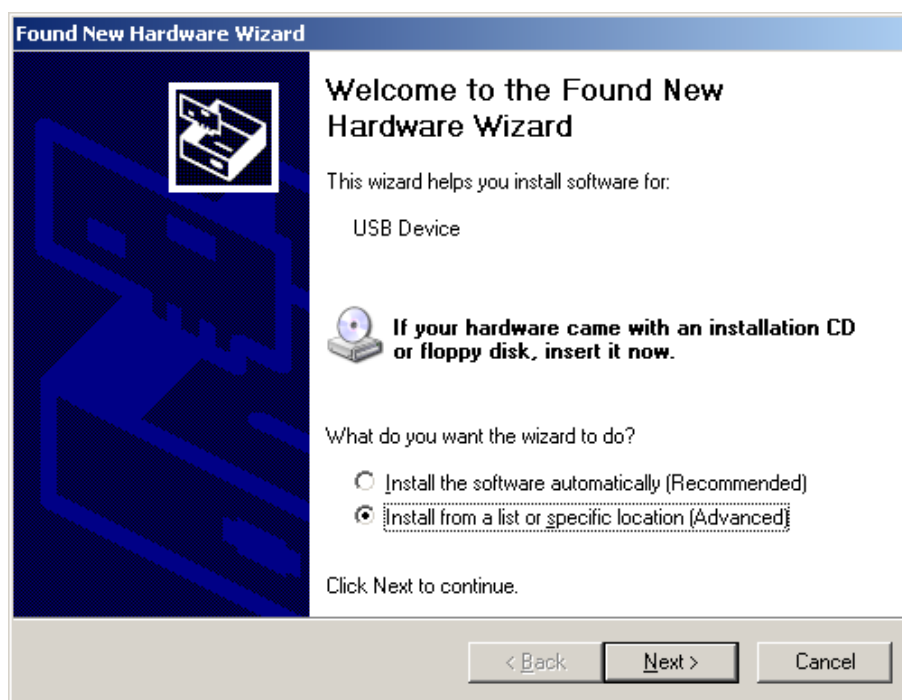 Found New Hardware Wizard
Welcome to the Found New
Hardware Wizard
This wizard helps you install software for:
USB Device
If your hardware came with an installation CD
or floppy disk, insert it now.
What do you want the wizard to do?
Install the software automatically (Recommended)
Install from a list or specific location (Advanced)
Click Next to continue.
< Back
Next >
Cancel